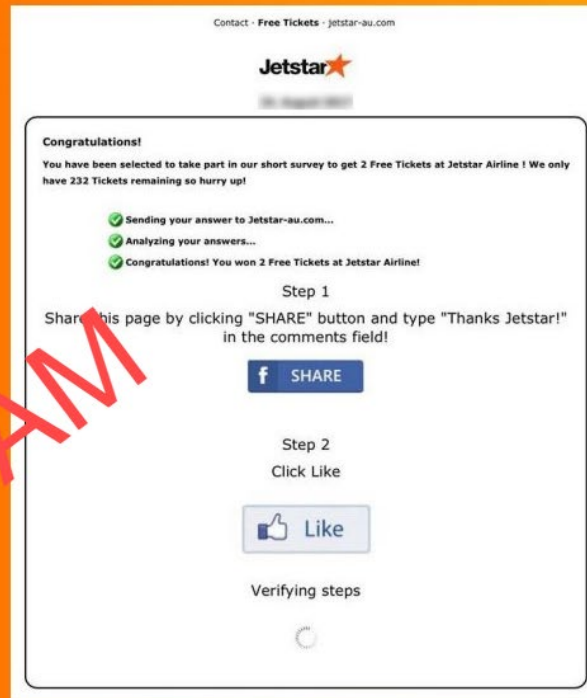 Contact - Free Tickets - jetstar-au.com
Jetstar
Congratulations!
You have been selected to take part in our short survey to get 2 Free Tickets at Jetstar Airline ! We only
have 232 Tickets remaining so hurry up!
Sending your answer to Jetstar-au.com...
Analyzing your answers...
Congratulations! You won 2 Free Tickets at Jetstar Airline!
Step 1
Share this page by clicking "SHARE" button and type "Thanks Jetstar!"
in the comments field!
f SHARE
AM
Step 2
Click Like
Like
Verifying steps